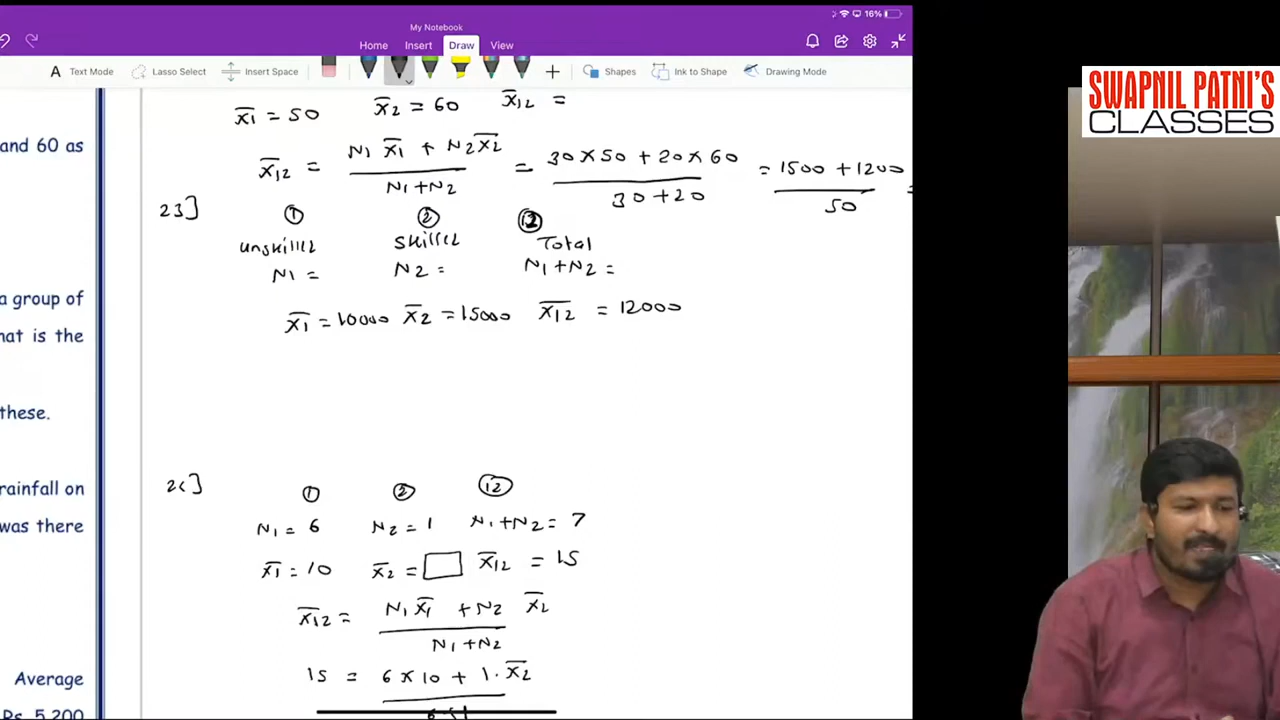 16%
My Notebook
Home Insert Draw View
Text Mode Lasso Select Insert Space Shapes Ink to Shape Drawing Mode
SWAPNIL PATNI'S
CLASSES
and 60 as
a group of
hat is the
these.
rainfall on
was there
Average
Rs. 5,200
x̄1 = 50 x̄2 = 60 x̄12 =
x̄12 = N1 x̄1 + N2 x̄2 / N1+N2 = 30×50 + 20×60 / 30+20 = 1500 + 1200 / 50 =
23] ① ② ⑫
unskilled skilled Total
N1 = N2 = N1+N2 =
x̄1 = 10000 x̄2 = 15000 x̄12 = 12000
① ② ⑫
N1 = 6 N2 = 1 N1+N2 = 7
x̄1 = 10 x̄2 = x̄12 = 15
x̄12 = N1 x̄1 + N2 x̄2 / N1+N2
15 = 6×10 + 1·x̄2